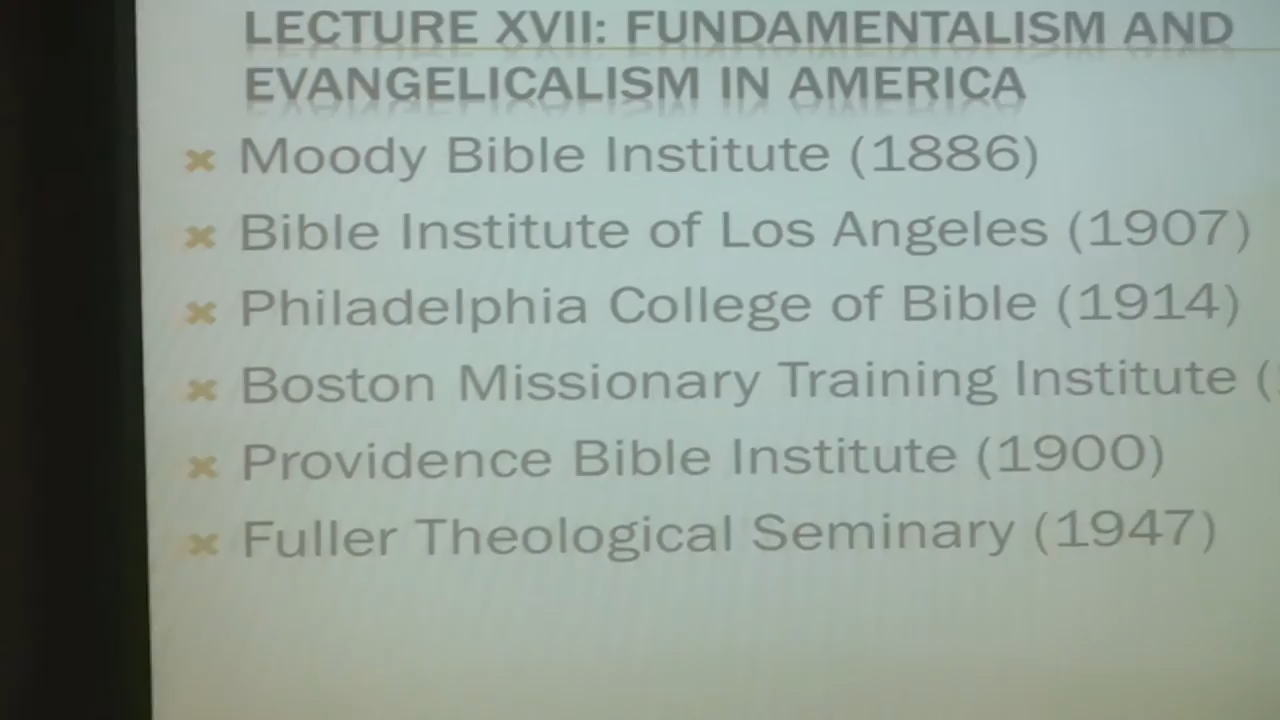 LECTURE XVII: FUNDAMENTALISM AND
EVANGELICALISM IN AMERICA
Moody Bible Institute (1886)
Bible Institute of Los Angeles (1907)
Philadelphia College of Bible (1914)
Boston Missionary Training Institute (
Providence Bible Institute (1900)
Fuller Theological Seminary (1947)